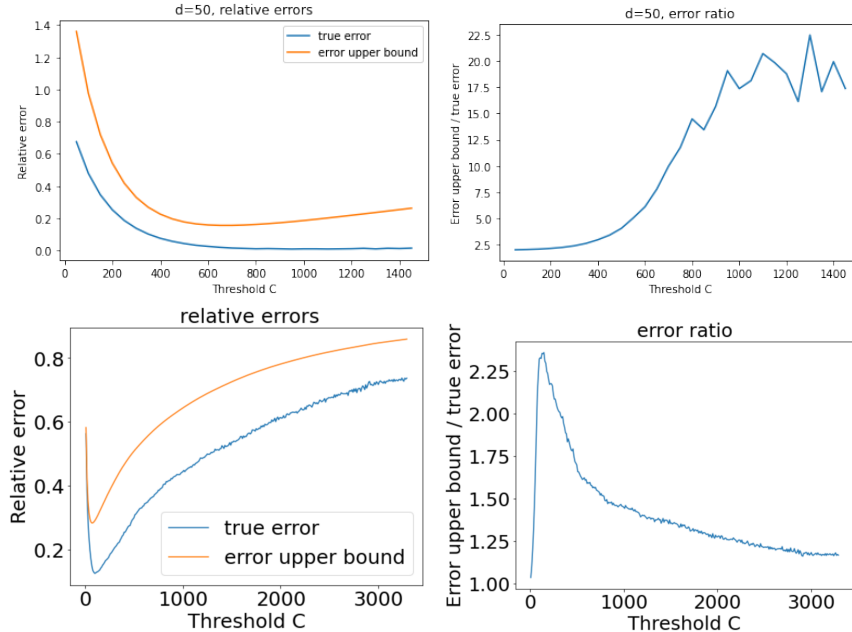 d=50, relative errors
Relative error
1.4
1.2
1.0
0.8
0.6
0.4
0.2
0.0
true error
error upper bound
0 200 400 600 800 1000 1200 1400
Threshold C
d=50, error ratio
Error upper bound / true error
22.5
20.0
17.5
15.0
12.5
10.0
7.5
5.0
2.5
0 200 400 600 800 1000 1200 1400
Threshold C
relative errors
Relative error
0.8
0.6
0.4
0.2
true error
error upper bound
0 1000 2000 3000
Threshold C
error ratio
Error upper bound / true error
2.25
2.00
1.75
1.50
1.25
1.00
0 1000 2000 3000
Threshold C